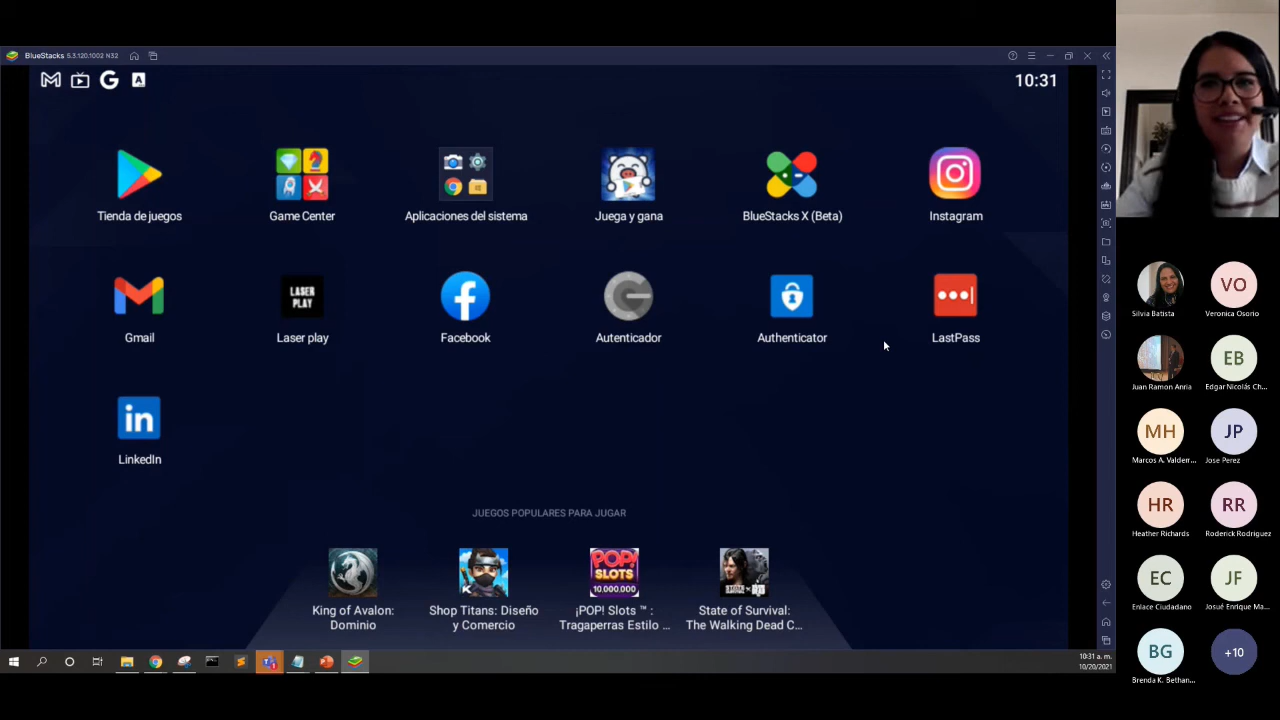 BlueStacks 5.3.120.1002 N32
10:31
Tienda de juegos
Game Center
Aplicaciones del sistema
Juega y gana
BlueStacks X (Beta)
Instagram
LASER
PLAY
Gmail
Laser play
Facebook
Autenticador
Authenticator
LastPass
in
LinkedIn
JUEGOS POPULARES PARA JUGAR
POP!
SLOTS
10.000.000
King of Avalon:
Dominio
Shop Titans: Diseño
y Comercio
¡POP! Slots ™ :
Tragaperras Estilo ...
State of Survival:
The Walking Dead C...
10:31 a. m.
10/20/2021
Silvia Batista
VO
Veronica Osorio
Juan Ramon Anria
EB
Edgar Nicolás Ch...
MH
Marcos A. Valderr...
JP
Jose Perez
HR
Heather Richards
RR
Roderick Rodriguez
EC
Enlace Ciudadano
JF
Josué Enrique Ma...
BG
Brenda K. Bethan...
+10